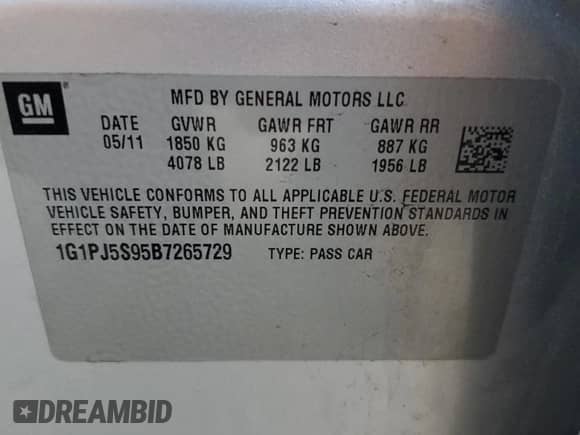 GM
MFD BY GENERAL MOTORS LLC
DATE GVWR GAWR FRT GAWR RR
05/11 1850 KG 963 KG 887 KG
4078 LB 2122 LB 1956 LB
THIS VEHICLE CONFORMS TO ALL APPLICABLE U.S. FEDERAL MOTOR
VEHICLE SAFETY, BUMPER, AND THEFT PREVENTION STANDARDS IN
EFFECT ON THE DATE OF MANUFACTURE SHOWN ABOVE.
1G1PJ5S95B7265729 TYPE: PASS CAR
DREAMBID